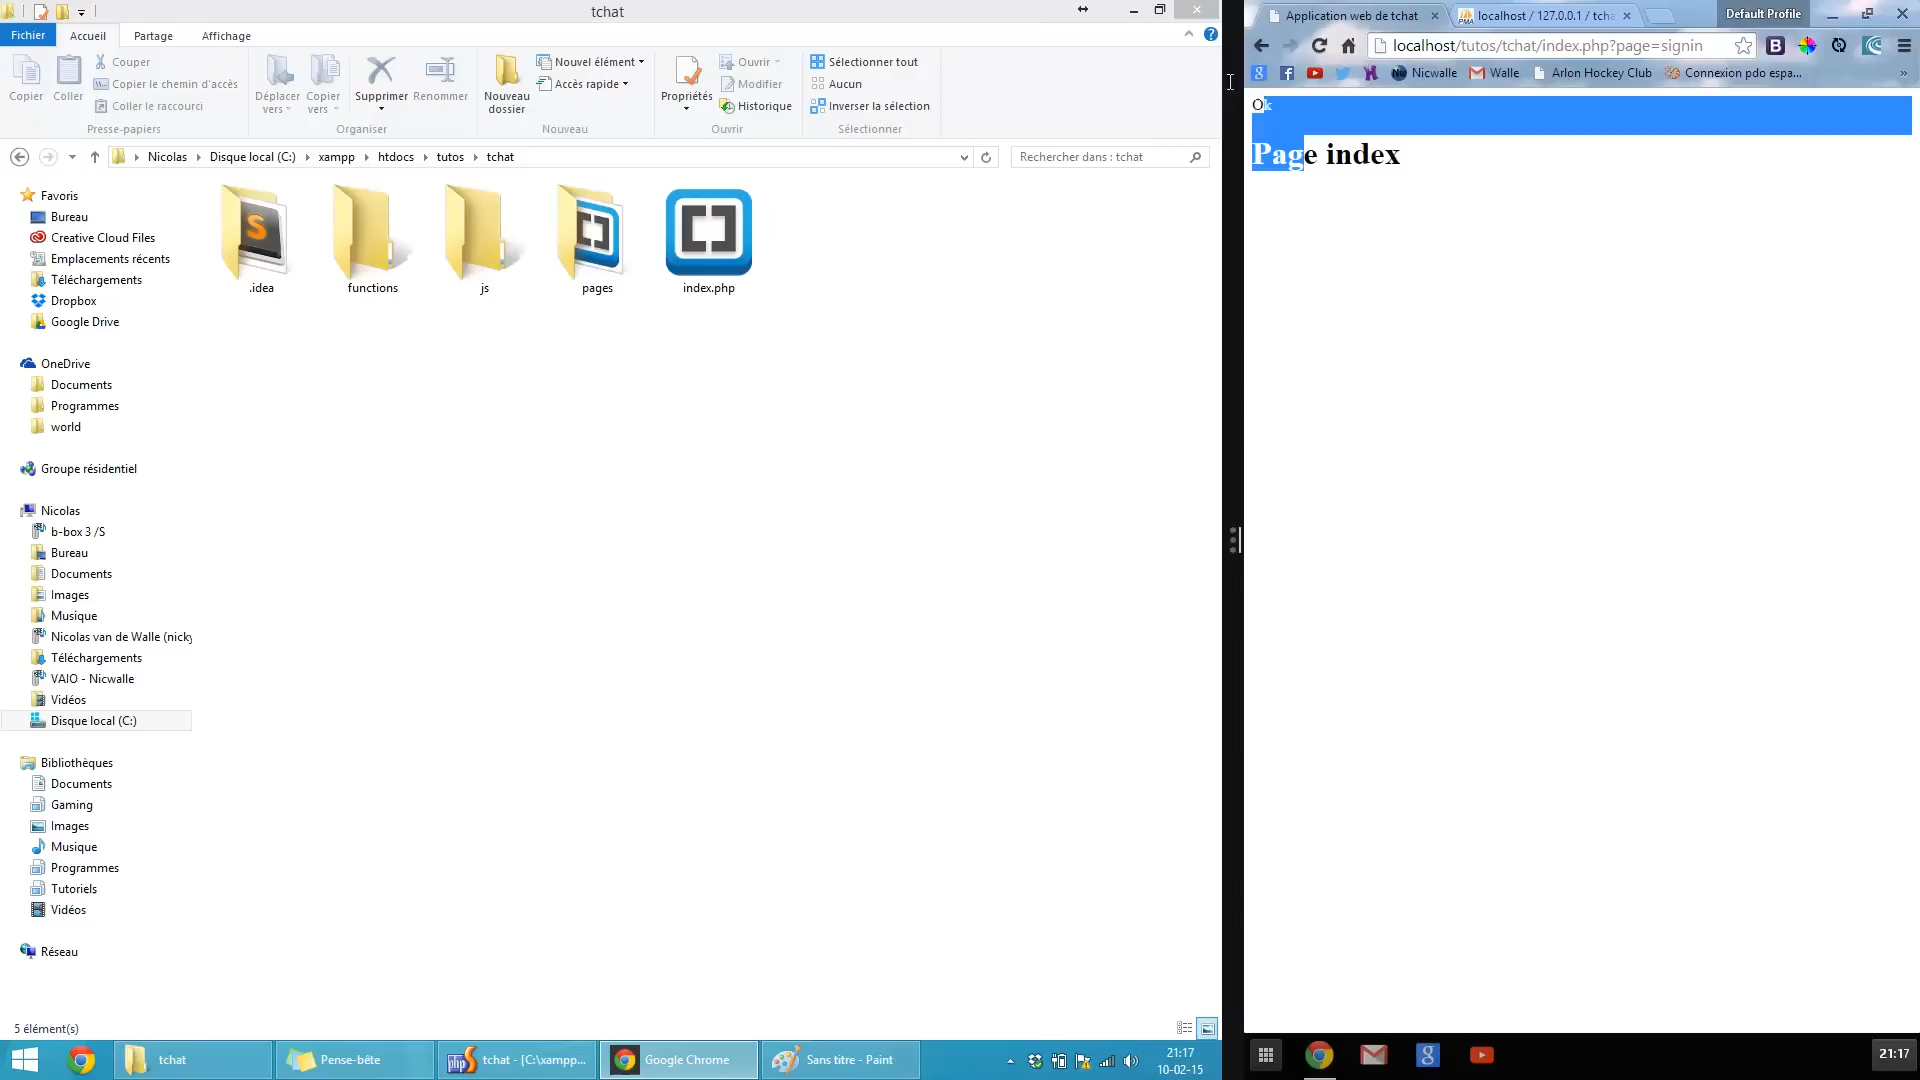 tchat
Fichier Accueil Partage Affichage
Copier
Coller
Couper
Copier le chemin d'accès
Coller le raccourci
Presse-papiers
Déplacer vers
Copier vers
Supprimer
Renommer
Organiser
Nouveau dossier
Nouvel élément
Accès rapide
Nouveau
Propriétés
Ouvrir
Modifier
Historique
Ouvrir
Sélectionner tout
Aucun
Inverser la sélection
Sélectionner
Nicolas Disque local (C:) xampp htdocs tutos tchat
Rechercher dans : tchat
Favoris
Bureau
Creative Cloud Files
Emplacements récents
Téléchargements
Dropbox
Google Drive
OneDrive
Documents
Programmes
world
Groupe résidentiel
Nicolas
b-box 3 /S
Bureau
Documents
Images
Musique
Nicolas van de Walle (nicky
Téléchargements
VAIO - Nicwalle
Vidéos
Disque local (C:)
Bibliothèques
Documents
Gaming
Images
Musique
Programmes
Tutoriels
Vidéos
Réseau
.idea functions js pages index.php
5 élément(s)
Application web de tchat
localhost / 127.0.0.1 / tcha
Default Profile
localhost/tutos/tchat/index.php?page=signin
Nicwalle Walle Arlon Hockey Club Connexion pdo espa...
Ok
Page index
tchat
Pense-bête
tchat - [C:\xampp...
Google Chrome
Sans titre - Paint
21:17
10-02-15
21:17